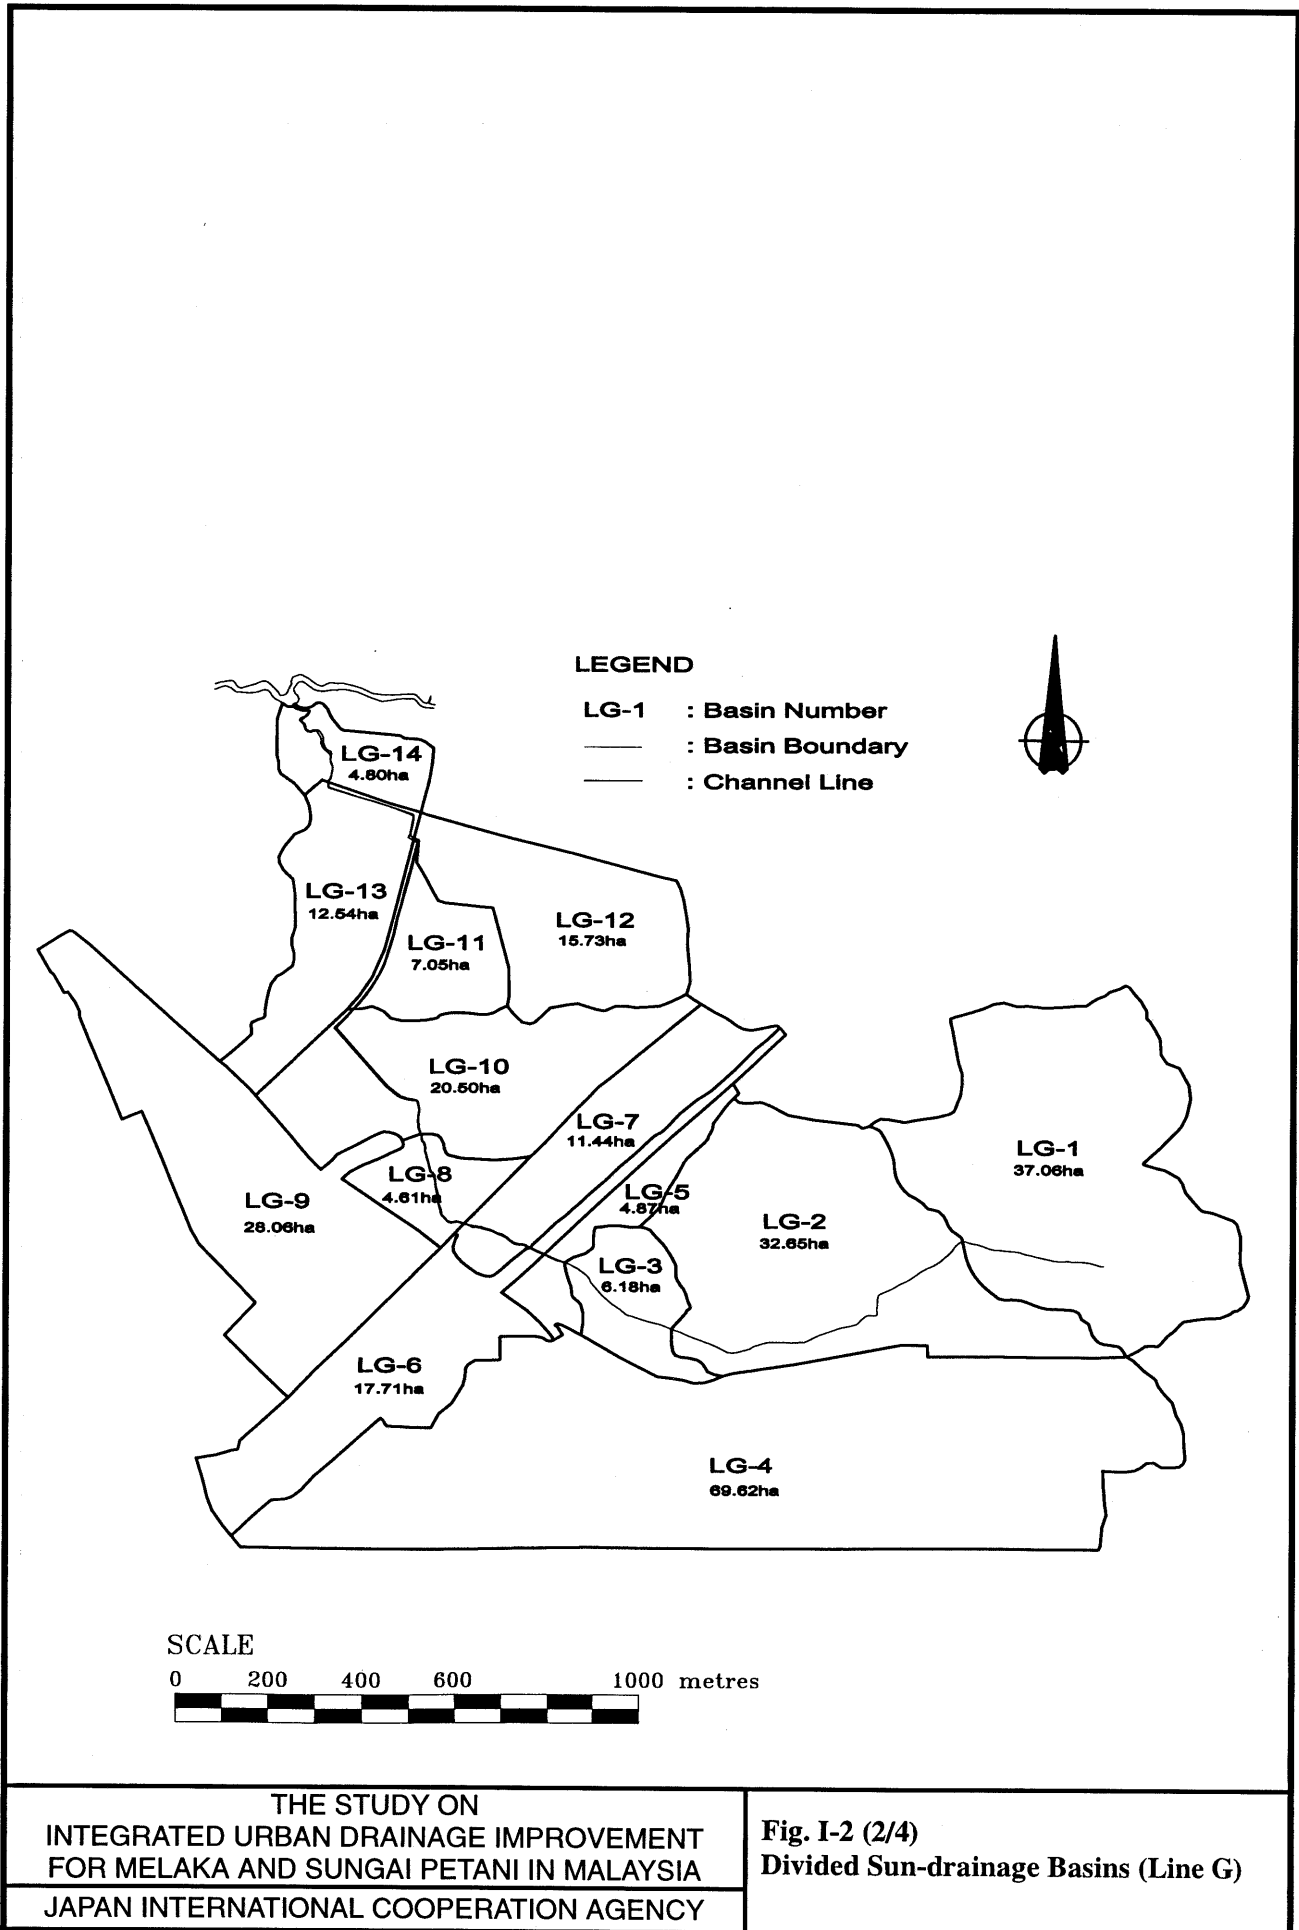 LEGEND
LG-1 : Basin Number
: Basin Boundary
: Channel Line
LG-14
4.80ha
LG-13
12.54ha
LG-12
15.73ha
LG-11
7.05ha
LG-10
20.50ha
LG-7
11.44ha
LG-1
37.06ha
LG-8
4.61ha
LG-5
4.87ha
LG-9
28.06ha
LG-2
32.65ha
LG-3
6.18ha
LG-6
17.71ha
LG-4
69.62ha
SCALE
0 200 400 600 1000 metres
THE STUDY ON
INTEGRATED URBAN DRAINAGE IMPROVEMENT
FOR MELAKA AND SUNGAI PETANI IN MALAYSIA
JAPAN INTERNATIONAL COOPERATION AGENCY
Fig. I-2 (2/4)
Divided Sun-drainage Basins (Line G)